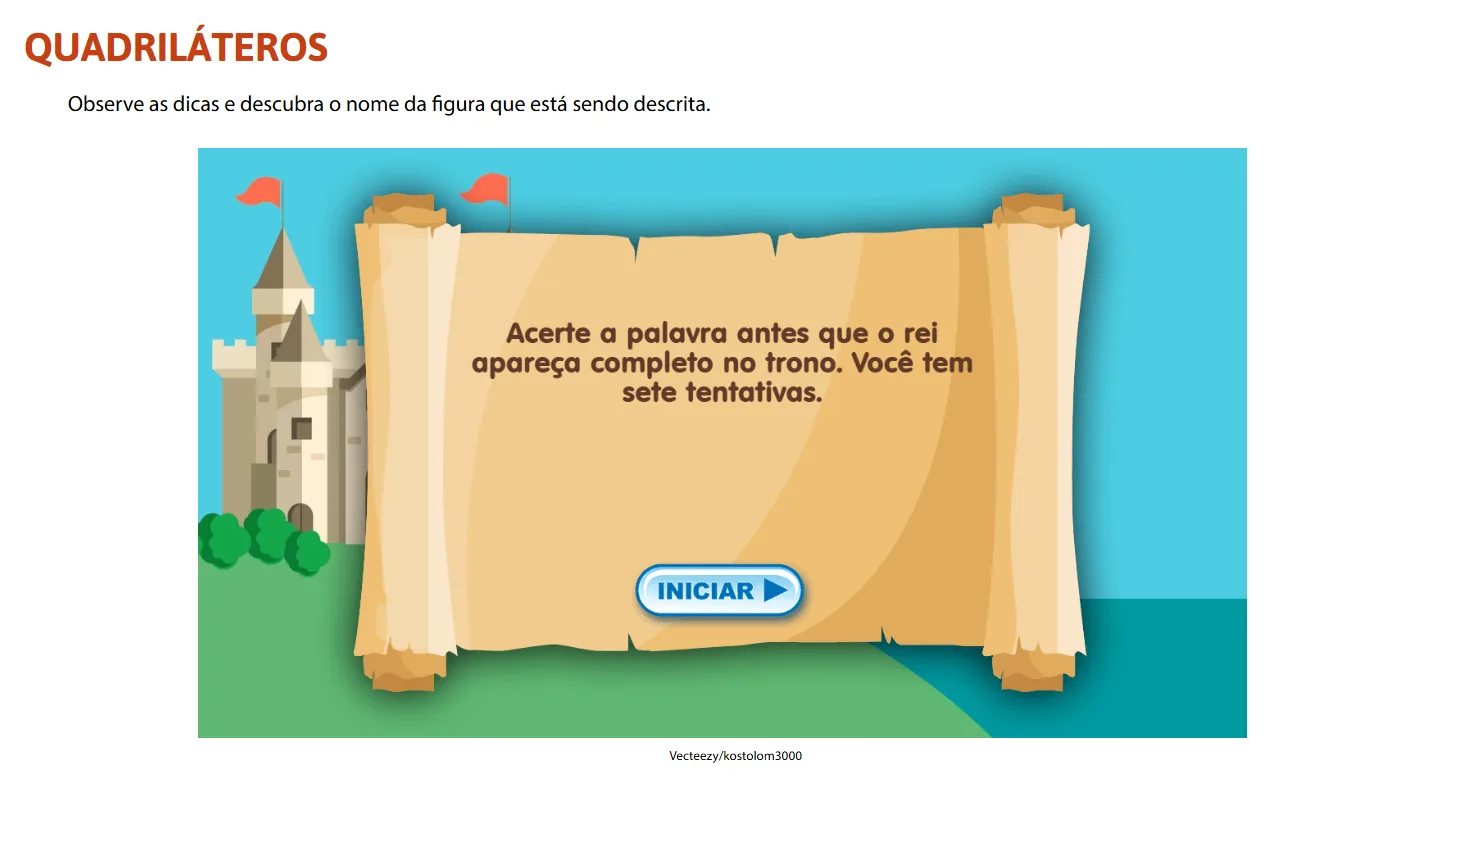 QUADRILÁTEROS
Observe as dicas e descubra o nome da figura que está sendo descrita.
Acerte a palavra antes que o rei
apareça completo no trono. Você tem
sete tentativas.
INICIAR
Vecteezy/kostolom3000